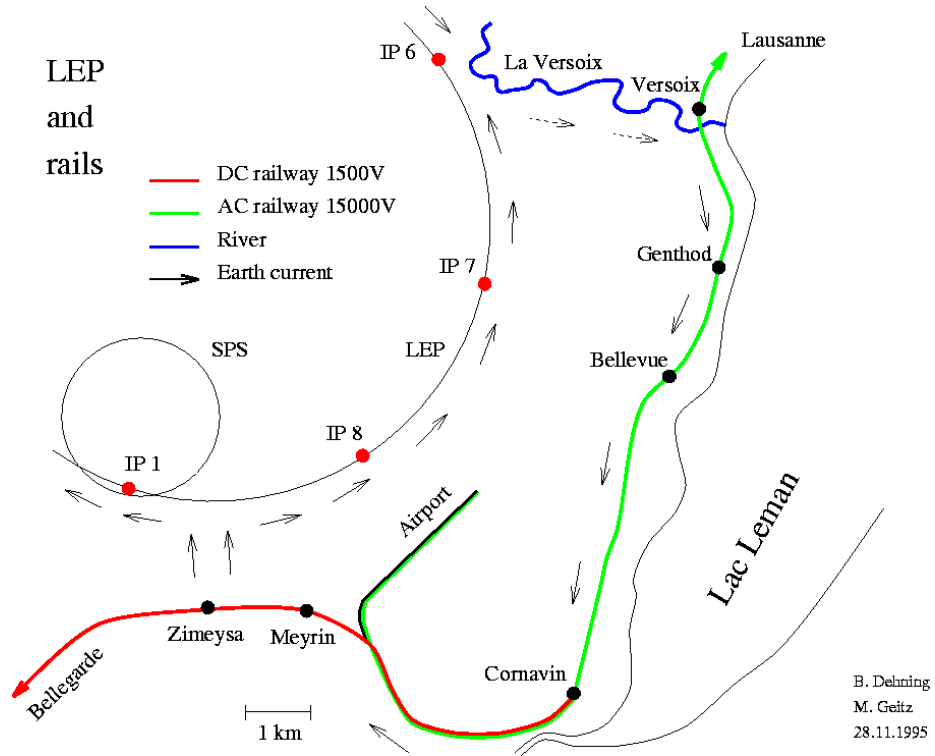 LEP
and
rails
IP 6
La Versoix
Lausanne
Versoix
DC railway 1500V
AC railway 15000V
River
Earth current
Genthod
IP 7
SPS
LEP
Bellevue
IP 8
IP 1
Airport
Lac Leman
Zimeysa
Meyrin
Bellegarde
Cornavin
1 km
B. Dehning
M. Geitz
28.11.1995